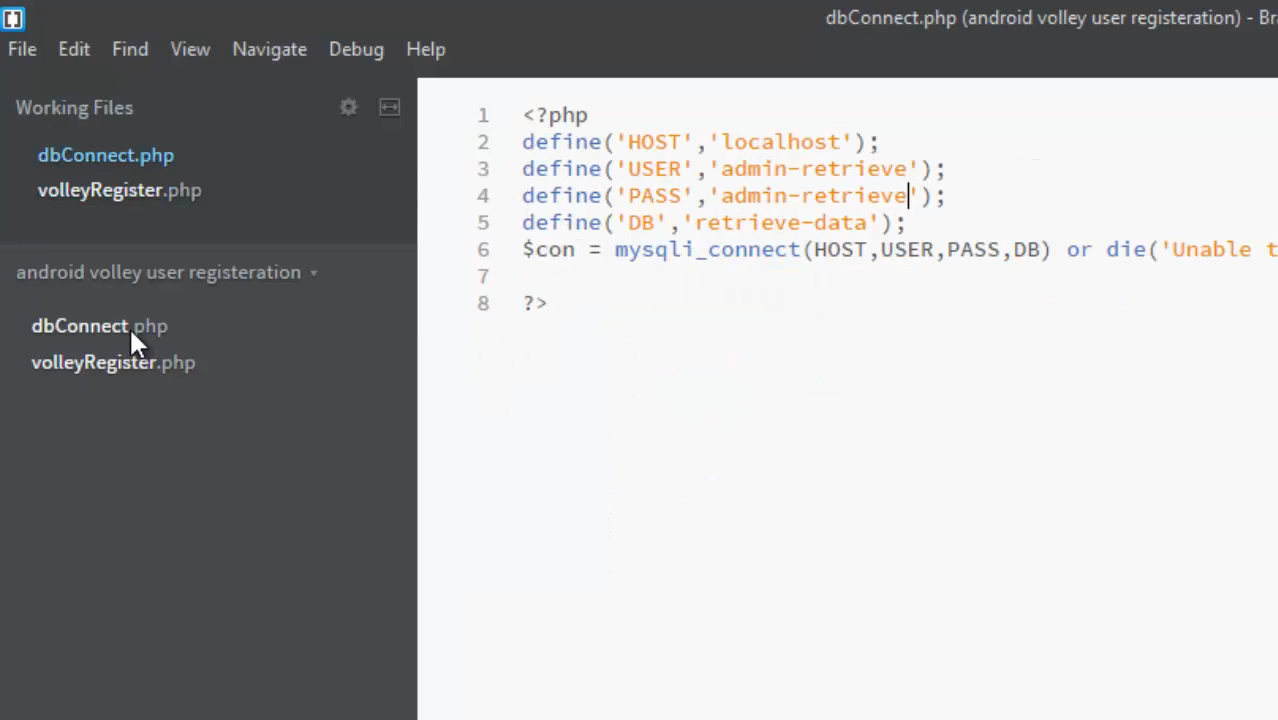 dbConnect.php (android volley user registeration) - Br
File Edit Find View Navigate Debug Help
Working Files
dbConnect.php
volleyRegister.php
android volley user registeration
dbConnect.php
volleyRegister.php
1 <?php
2 define('HOST','localhost');
3 define('USER','admin-retrieve');
4 define('PASS','admin-retrieve');
5 define('DB','retrieve-data');
6 $con = mysqli_connect(HOST,USER,PASS,DB) or die('Unable t
7
8 ?>